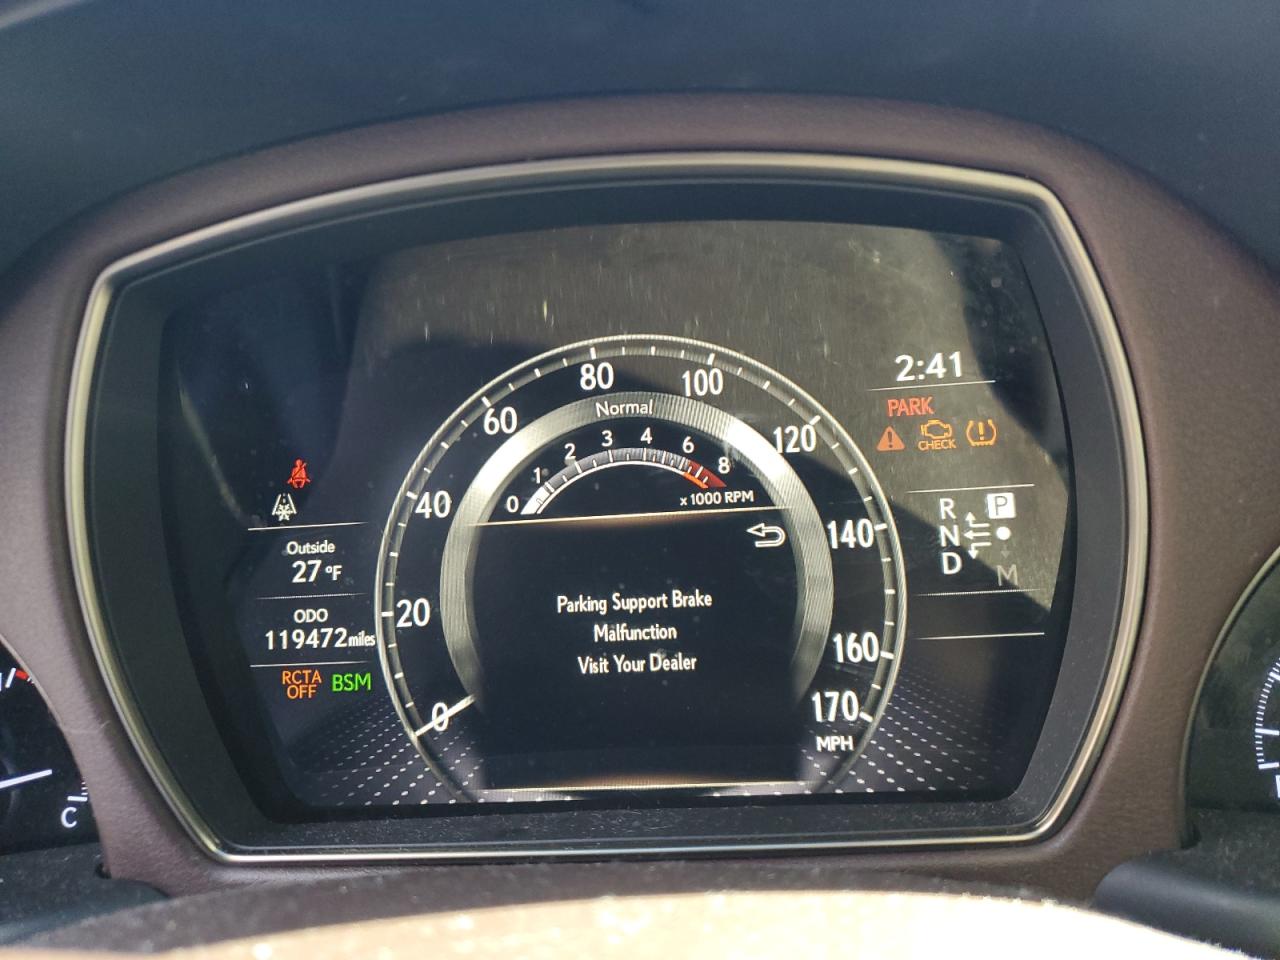 2:41
PARK
CHECK
80
100
60
120
40
140
20
160
0
170
MPH
Normal
0 1 2 3 4 6 8
x 1000 RPM
Outside
27 °F
ODO
119472 miles
RCTA
OFF
BSM
Parking Support Brake
Malfunction
Visit Your Dealer
R P
N
D
M
C